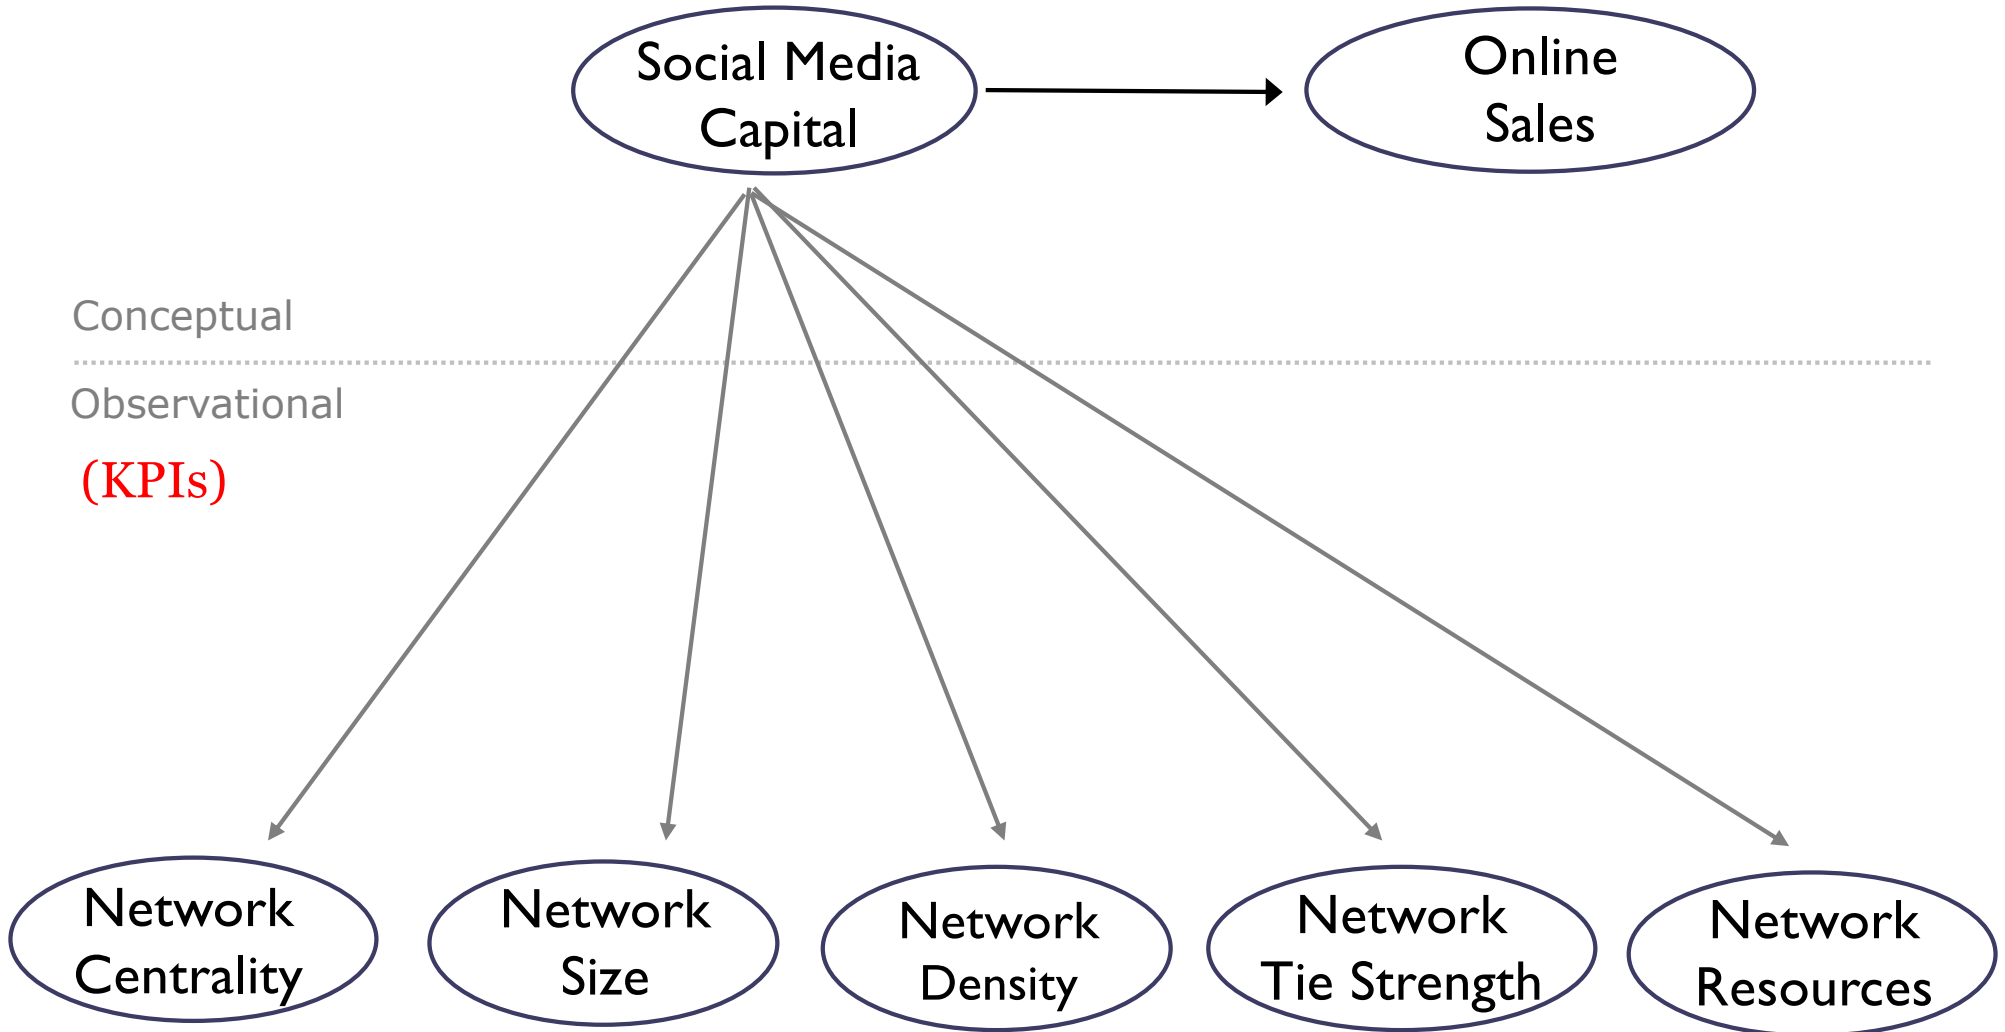 Social Media
Capital
Online
Sales
Conceptual
Observational
(KPIs)
Network
Centrality
Network
Size
Network
Density
Network
Tie Strength
Network
Resources